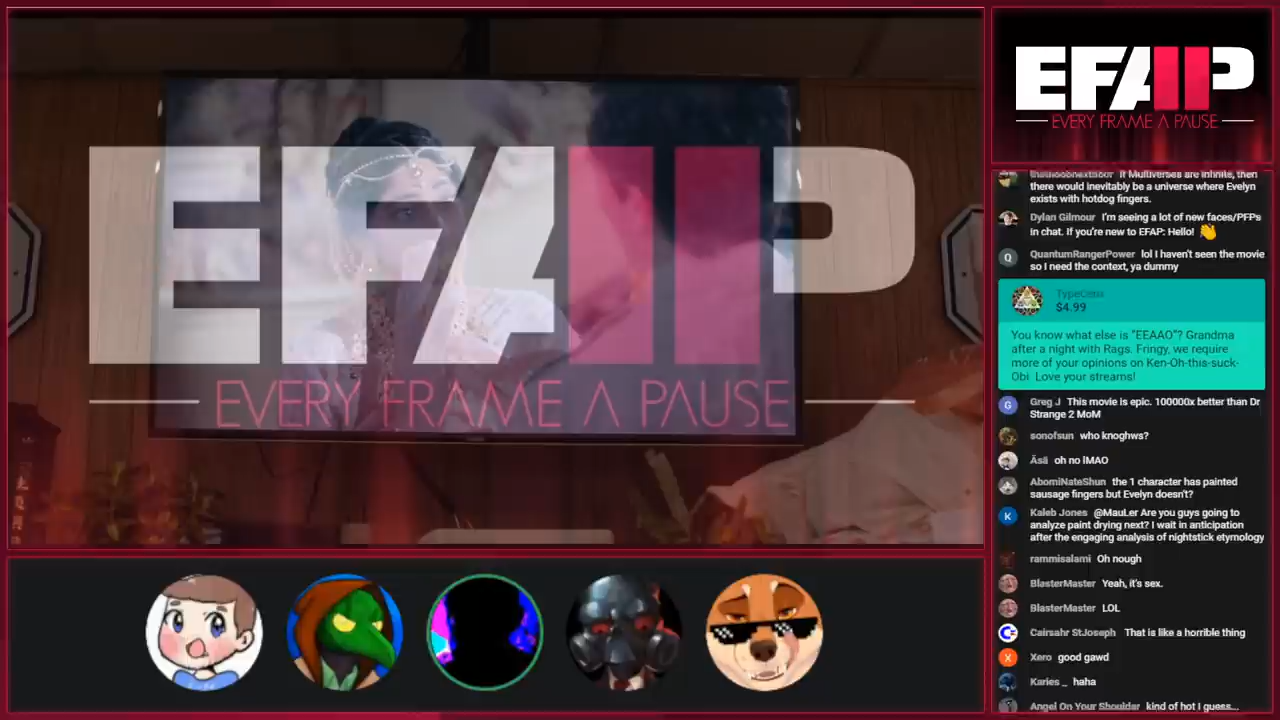 EFAP
EVERY FRAME A PAUSE
EFAP
EVERY FRAME A PAUSE
If Multiverses are infinite, then
there would inevitably be a universe where Evelyn
exists with hotdog fingers.
Dylan Gilmour I'm seeing a lot of new faces/PFPs
in chat. If you're new to EFAP: Hello! 👋
Q QuantumRangerPower lol I haven't seen the movie
so I need the context, ya dummy
TypeCens
$4.99
You know what else is "EEAAO"? Grandma
after a night with Rags. Fringy, we require
more of your opinions on Ken-Oh-this-suck-
Obi Love your streams!
G Greg J This movie is epic. 100000x better than Dr
Strange 2 MoM
sonofsun who knoghws?
Äsä oh no lMAO
AbomiNateShun the 1 character has painted
sausage fingers but Evelyn doesn't?
K Kaleb Jones @MauLer Are you guys going to
analyze paint drying next? I wait in anticipation
after the engaging analysis of nightstick etymology
rammisalami Oh nough
BlasterMaster Yeah, it's sex.
BlasterMaster LOL
Cairsahr StJoseph That is like a horrible thing
X Xero good gawd
Karies _ haha
Angel On Your Shoulder kind of hot I guess...